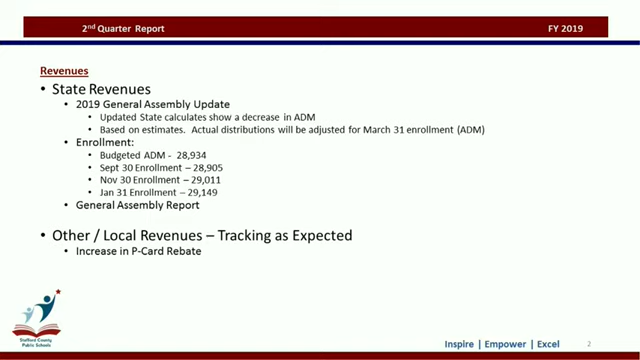 2nd Quarter Report
FY 2019
Revenues
• State Revenues
• 2019 General Assembly Update
• Updated State calculates show a decrease in ADM
• Based on estimates. Actual distributions will be adjusted for March 31 enrollment (ADM)
• Enrollment:
• Budgeted ADM - 28,934
• Sept 30 Enrollment – 28,905
• Nov 30 Enrollment – 29,011
• Jan 31 Enrollment – 29,149
• General Assembly Report
• Other / Local Revenues – Tracking as Expected
• Increase in P-Card Rebate
Stafford County
Public Schools
Inspire | Empower | Excel
2